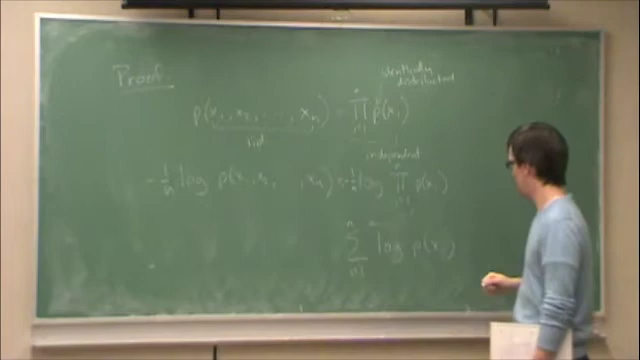 Proof.
identically
distributed
p(x₁, x₂, ..., xₙ) = ∏ p(xᵢ)
i=1
iid
independent
-1/n log p(x₁, x₂, , xₙ) = -1/n log ∏ p(xᵢ)
i=1
n
∑ log p(xᵢ)
i=1